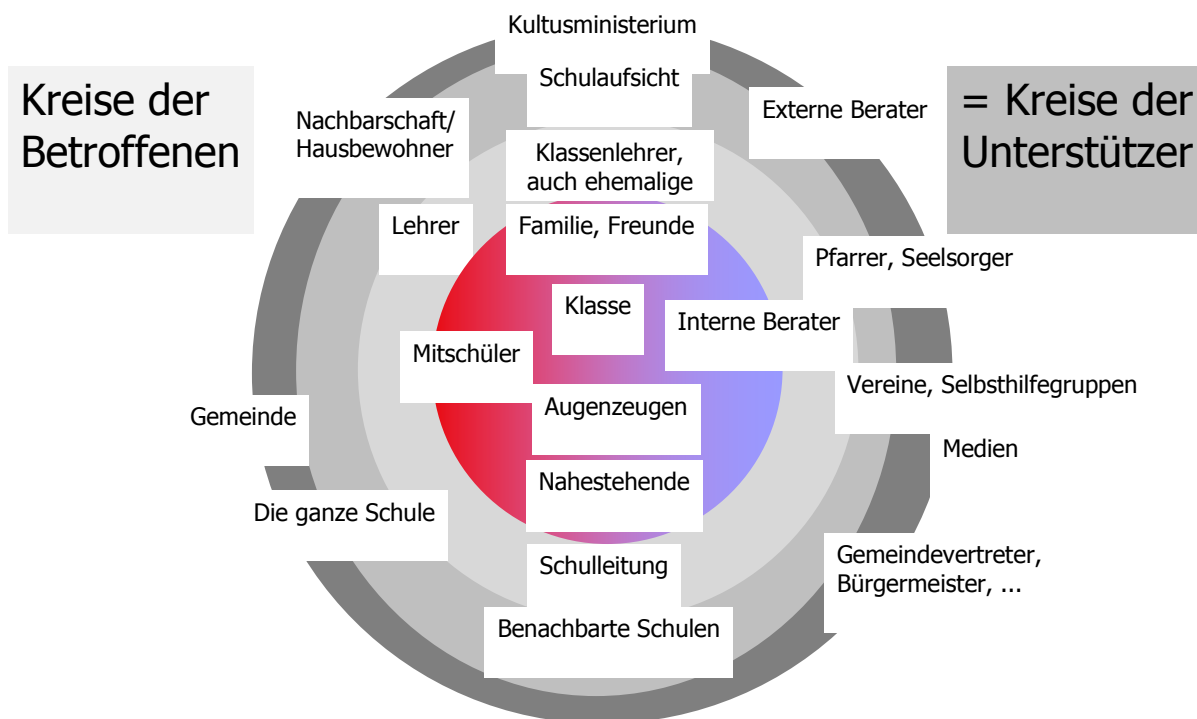 Kultusministerium
Kreise der
Betroffenen
Schulaufsicht
= Kreise der
Unterstützer
Nachbarschaft/
Hausbewohner
Externe Berater
Klassenlehrer,
auch ehemalige
Lehrer
Familie, Freunde
Pfarrer, Seelsorger
Klasse
Interne Berater
Mitschüler
Vereine, Selbsthilfegruppen
Augenzeugen
Gemeinde
Medien
Nahestehende
Die ganze Schule
Schulleitung
Gemeindevertreter,
Bürgermeister, ...
Benachbarte Schulen